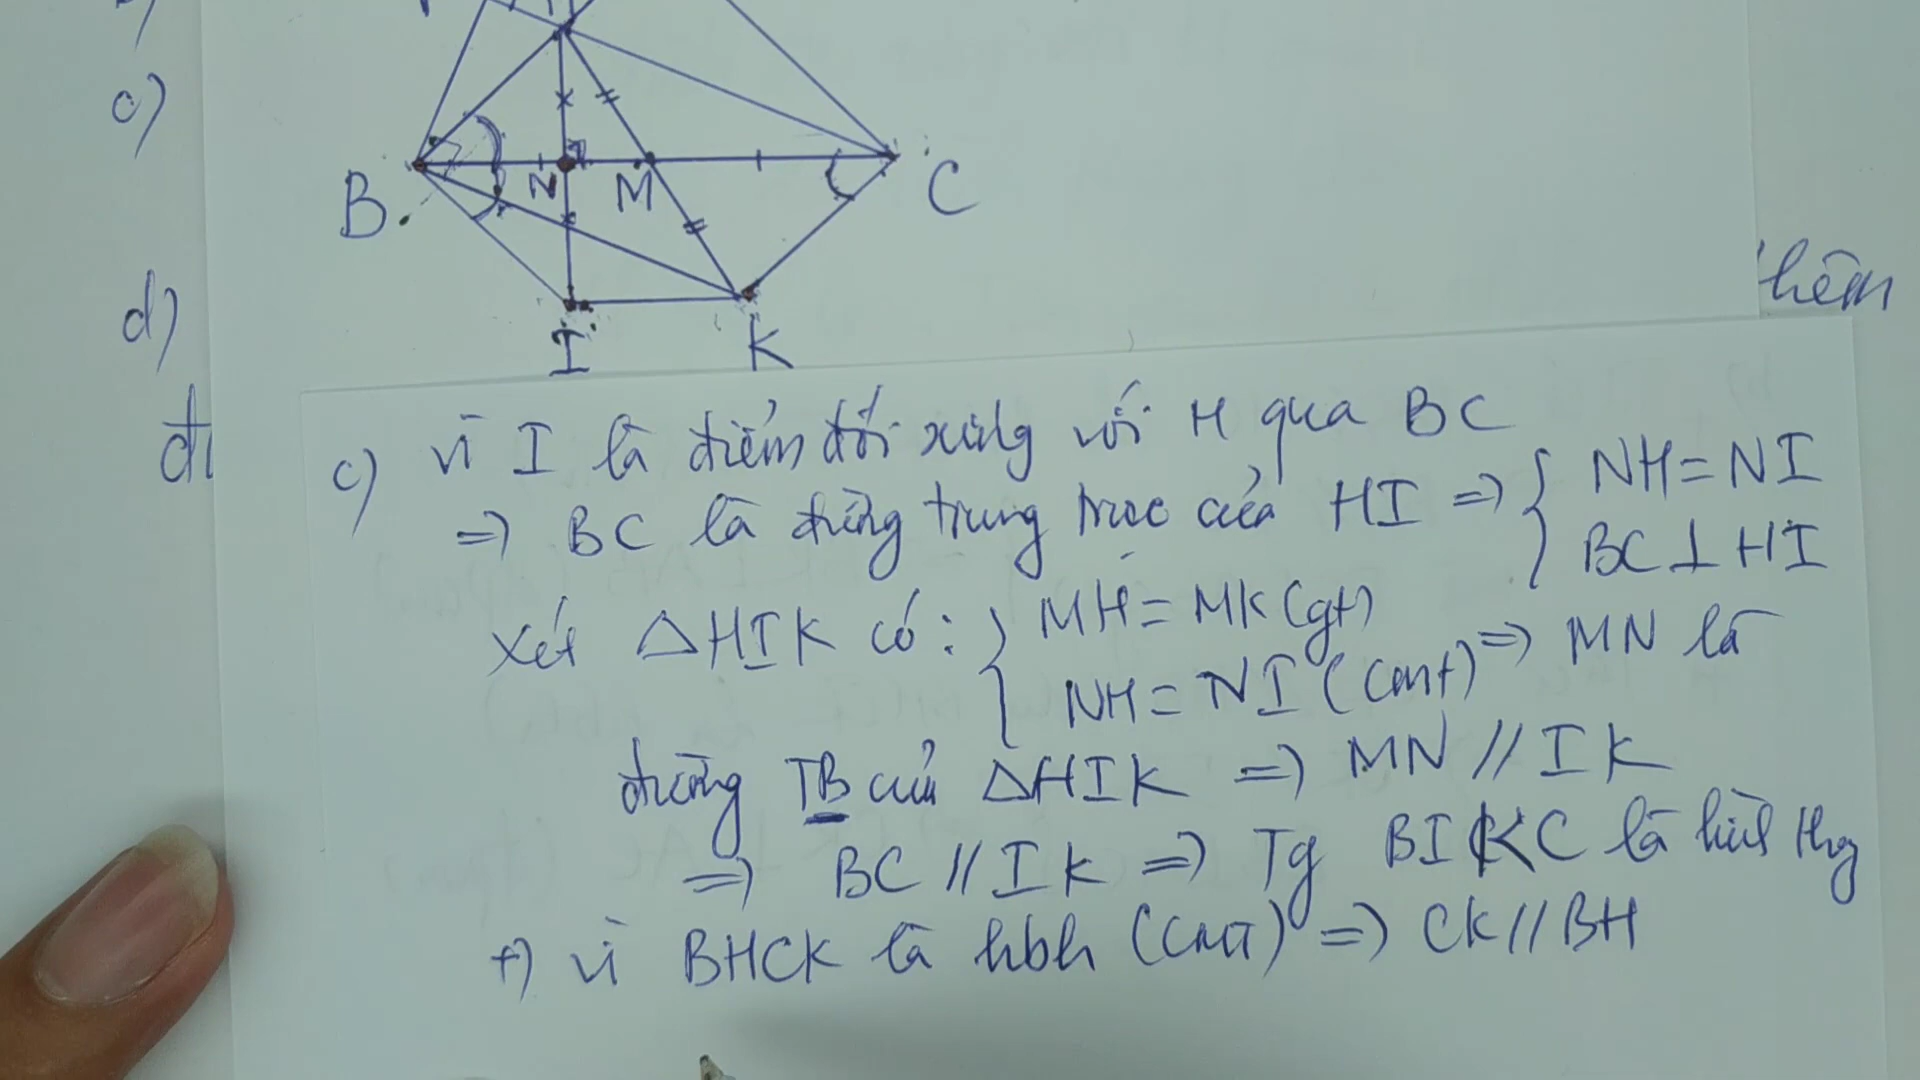 c)
B
N
M
C
d)
I
K
thêm
c) Vì I là điểm đối xứng với H qua BC
=> BC là đường trung trực của HI => { NH = NI
BC ⊥ HI
Xét △HIK có: { MH = MK (gt)
NH = NI (cmt) => MN là
đường TB của △HIK => MN // IK
=> BC // IK => Tg BIKC là hình thg
+) Vì BHCK là hbh (cmt) => CK // BH